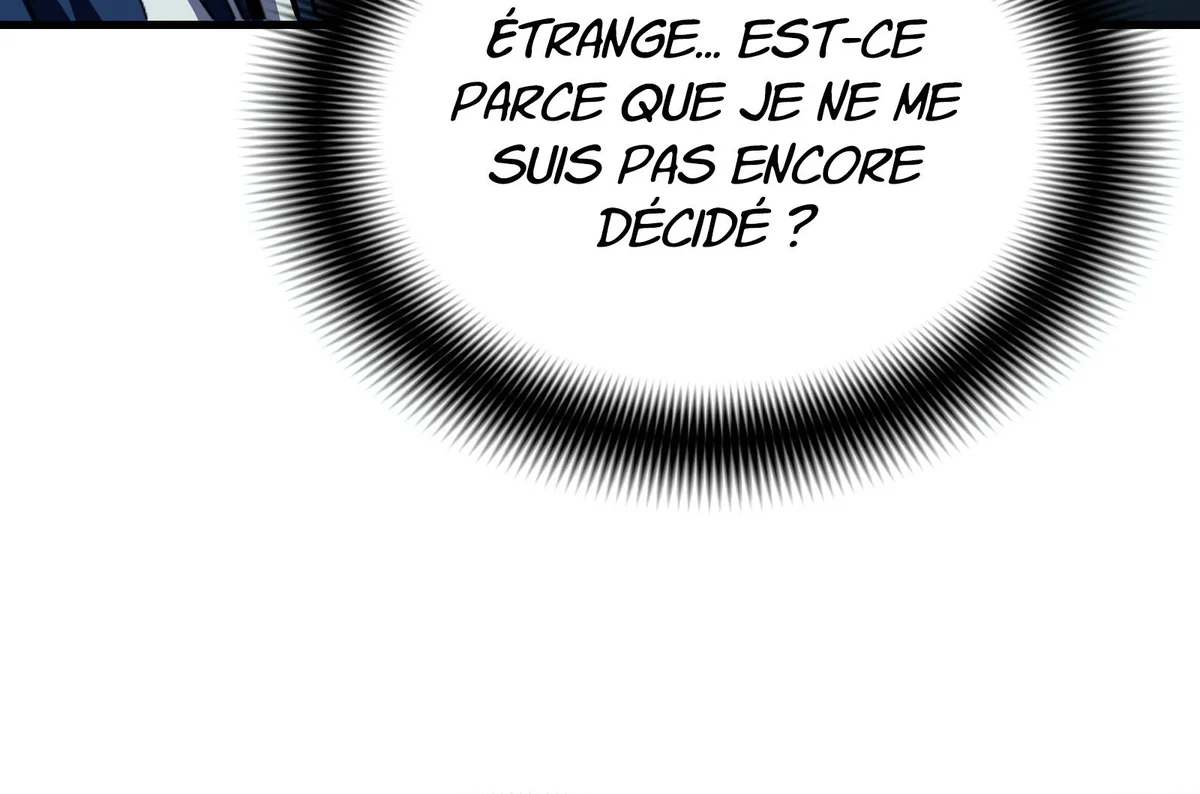 ÉTRANGE... EST-CE
PARCE QUE JE NE ME
SUIS PAS ENCORE
DÉCIDÉ ?